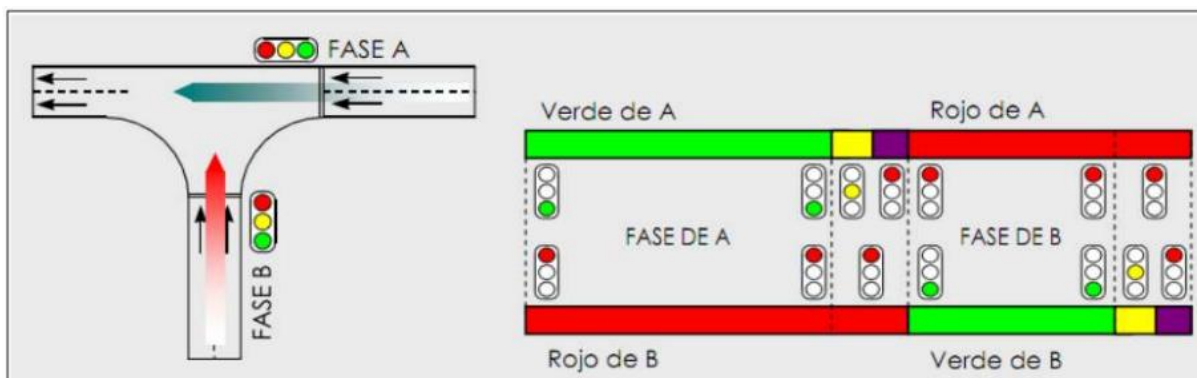 FASE A
FASE B
Verde de A
Rojo de A
FASE DE A
FASE DE B
Rojo de B
Verde de B